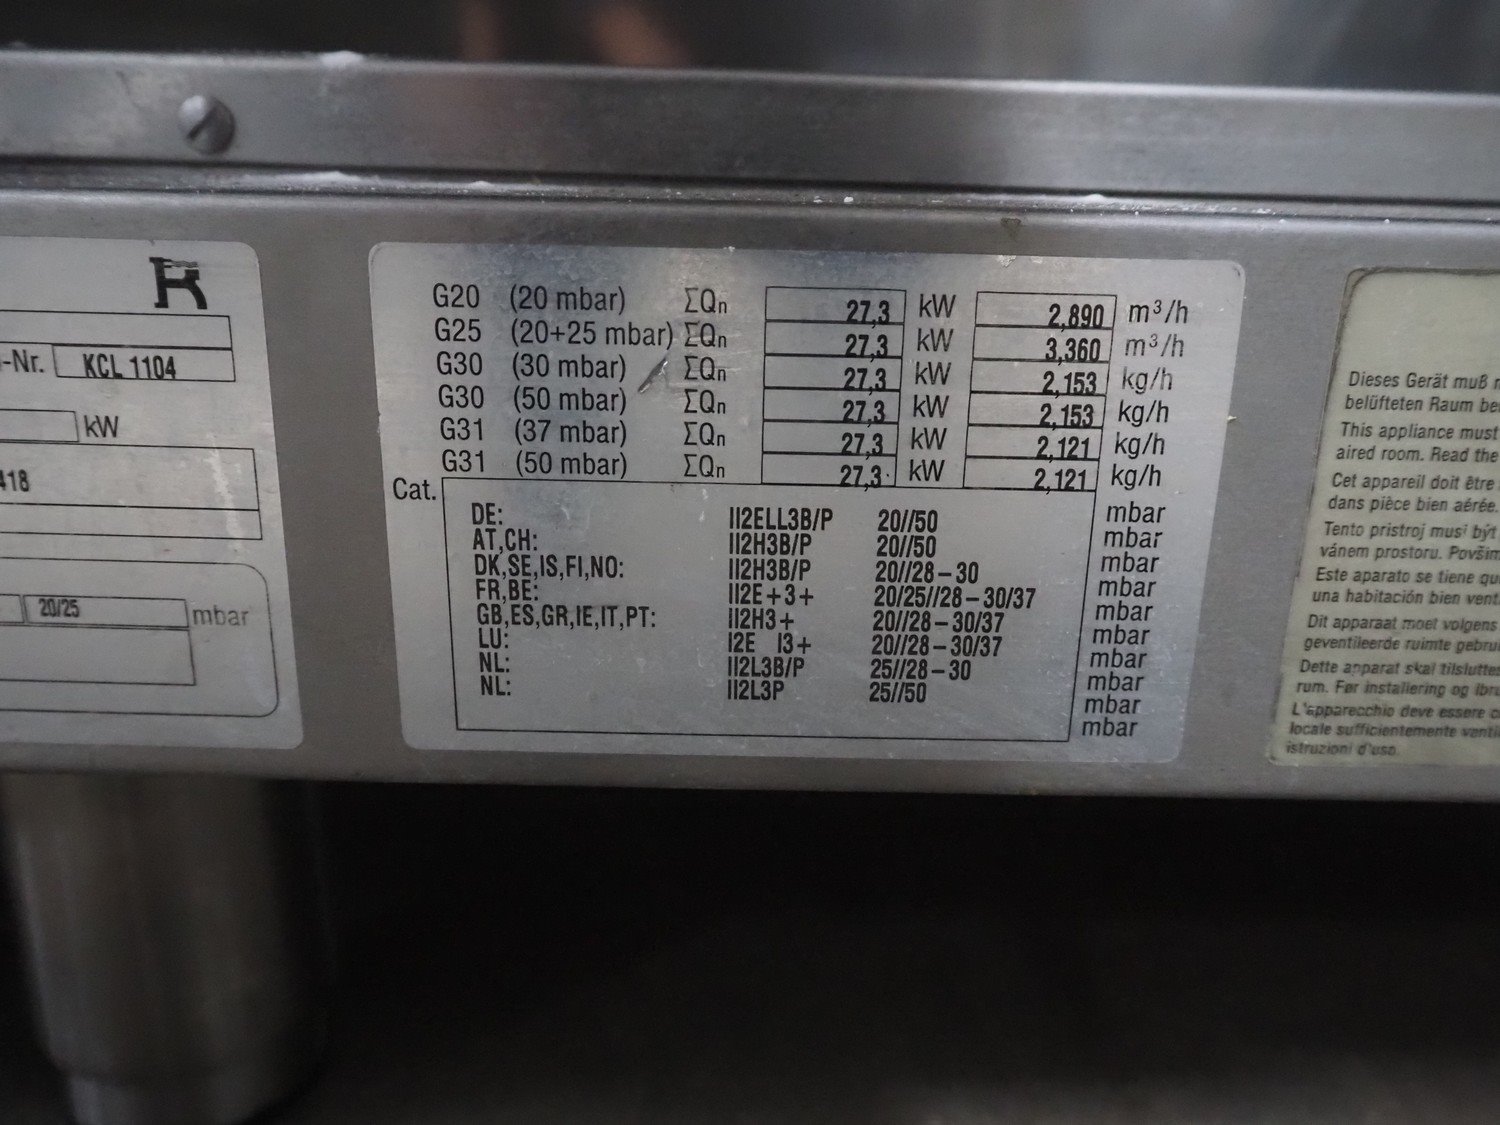 -Nr. KCL 1104
kW
418
20/25 mbar
G20 (20 mbar) ΣQn 27,3 kW 2,890 m³/h
G25 (20+25 mbar) ΣQn 27,3 kW 3,360 m³/h
G30 (30 mbar) ΣQn 27,3 kW 2,153 kg/h
G30 (50 mbar) ΣQn 27,3 kW 2,153 kg/h
G31 (37 mbar) ΣQn 27,3 kW 2,121 kg/h
G31 (50 mbar) ΣQn 27,3 kW 2,121 kg/h
Cat.
DE: II2ELL3B/P 20//50 mbar
AT,CH: II2H3B/P 20//50 mbar
DK,SE,IS,FI,NO: II2H3B/P 20//28-30 mbar
FR,BE: II2E+3+ 20/25//28-30/37 mbar
GB,ES,GR,IE,IT,PT: II2H3+ 20//28-30/37 mbar
LU: I2E I3+ 20//28-30/37 mbar
NL: II2L3B/P 25//28-30 mbar
NL: II2L3P 25//50 mbar
mbar
mbar
Dieses Gerät muß
belüfteten Raum
This appliance must
aired room. Read the
Cet appareil doit être
dans pièce bien aérée.
Tento pristroj musí být
vánem prostoru.
Este aparato se tiene
una habitación bien
Dit apparaat moet volgens
geventileerde ruimte
Dette apparat skal
rum. Før installering og
L'apparecchio deve essere
locale sufficientemente
istruzioni d'uso.